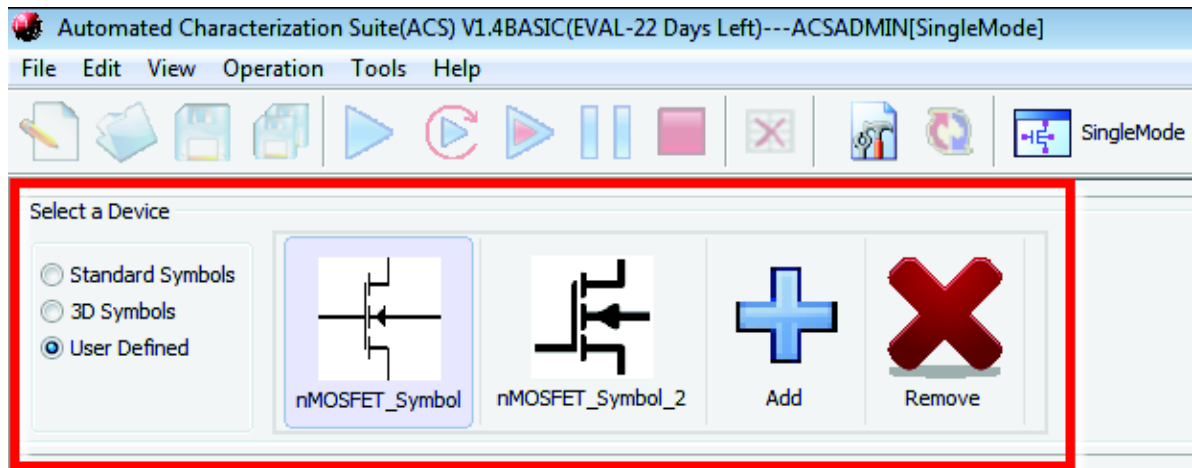 Automated Characterization Suite(ACS) V1.4BASIC(EVAL-22 Days Left)---ACSADMIN[SingleMode]
File Edit View Operation Tools Help
SingleMode
Select a Device
Standard Symbols
3D Symbols
User Defined
nMOSFET_Symbol nMOSFET_Symbol_2 Add Remove